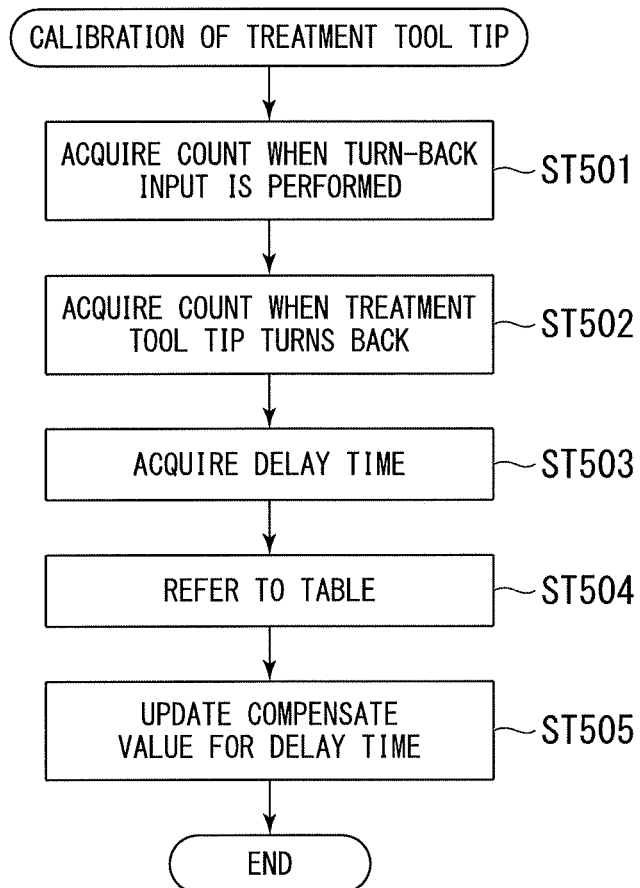 CALIBRATION OF TREATMENT TOOL TIP
ACQUIRE COUNT WHEN TURN-BACK
INPUT IS PERFORMED
ST501
ACQUIRE COUNT WHEN TREATMENT
TOOL TIP TURNS BACK
ST502
ACQUIRE DELAY TIME
ST503
REFER TO TABLE
ST504
UPDATE COMPENSATE
VALUE FOR DELAY TIME
ST505
END